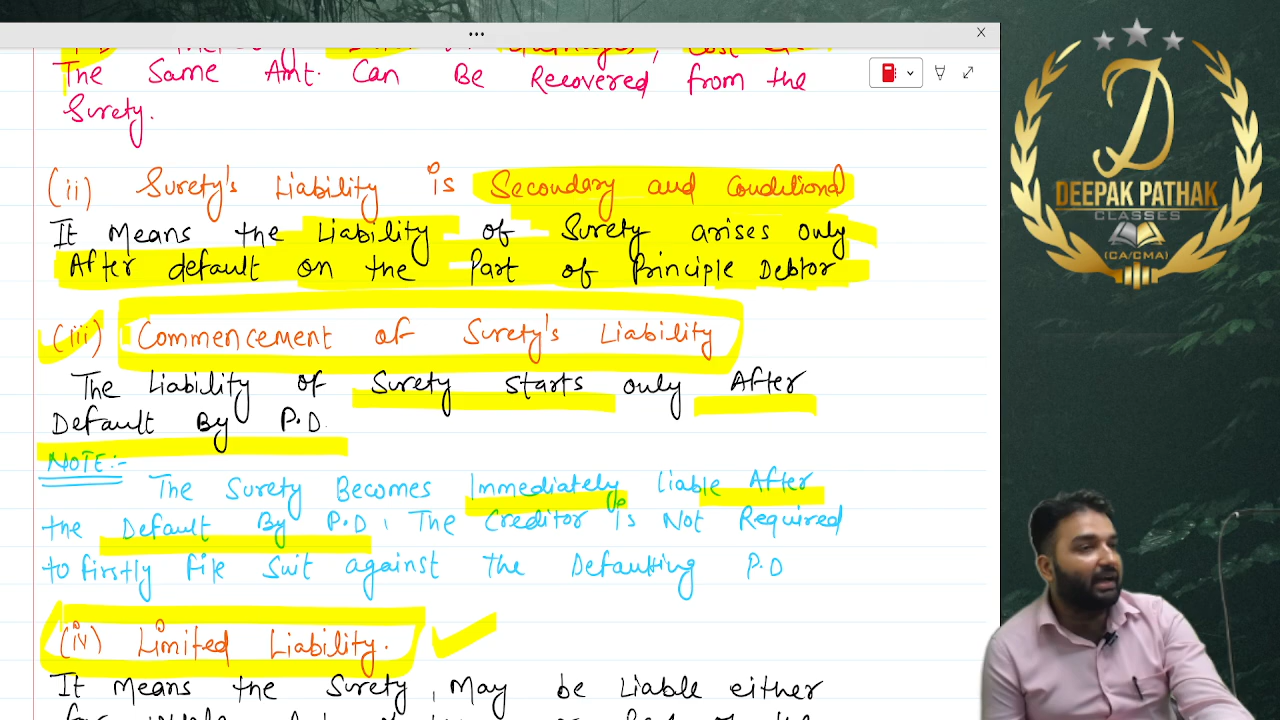 The Same Amt. Can Be Recovered from the
Surety.
(ii) Surety's Liability is Secondary and Conditional
It Means the Liability of Surety arises only
After default on the Part of Principle Debtor
(iii) Commencement of Surety's Liability
The Liability of Surety starts only After
Default By P.D.
NOTE:-
The Surety Becomes Immediately liable After
the Default By P.D. The Creditor is Not Required
to firstly file Suit against The Defaulting P.D
(iv) Limited Liability.
It Means the Surety, May be Liable either
D
DEEPAK PATHAK
CLASSES
(CA/CMA)